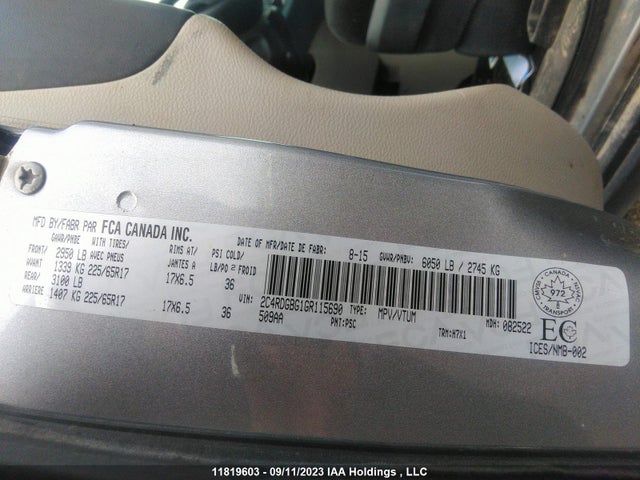 MFD BY/FABR PAR FCA CANADA INC.
DATE OF MFR/DATE DE FABR: 8-15 GVWR/PNBV: 6050 LB / 2745 KG
GAWR/PNBE WITH TIRES/ RIMS AT/ PSI COLD/
FRONT/ 2950 LB AVEC PNEUS JANTES A LB/PO2 FROID
AVANT 1339 KG 225/65R17 17X6.5 36
REAR/ 3100 LB
ARRIERE 1407 KG 225/65R17 17X6.5 36
VIN: 2C4RDGBG1GR115690 TYPE: MPV/VTUM
509AA PNT:PSC TRM:H7X1 MDH: 082522
CANADA
972
TRANSPORT
EC
ICES/NMB-002
11819603 - 09/11/2023 IAA Holdings , LLC